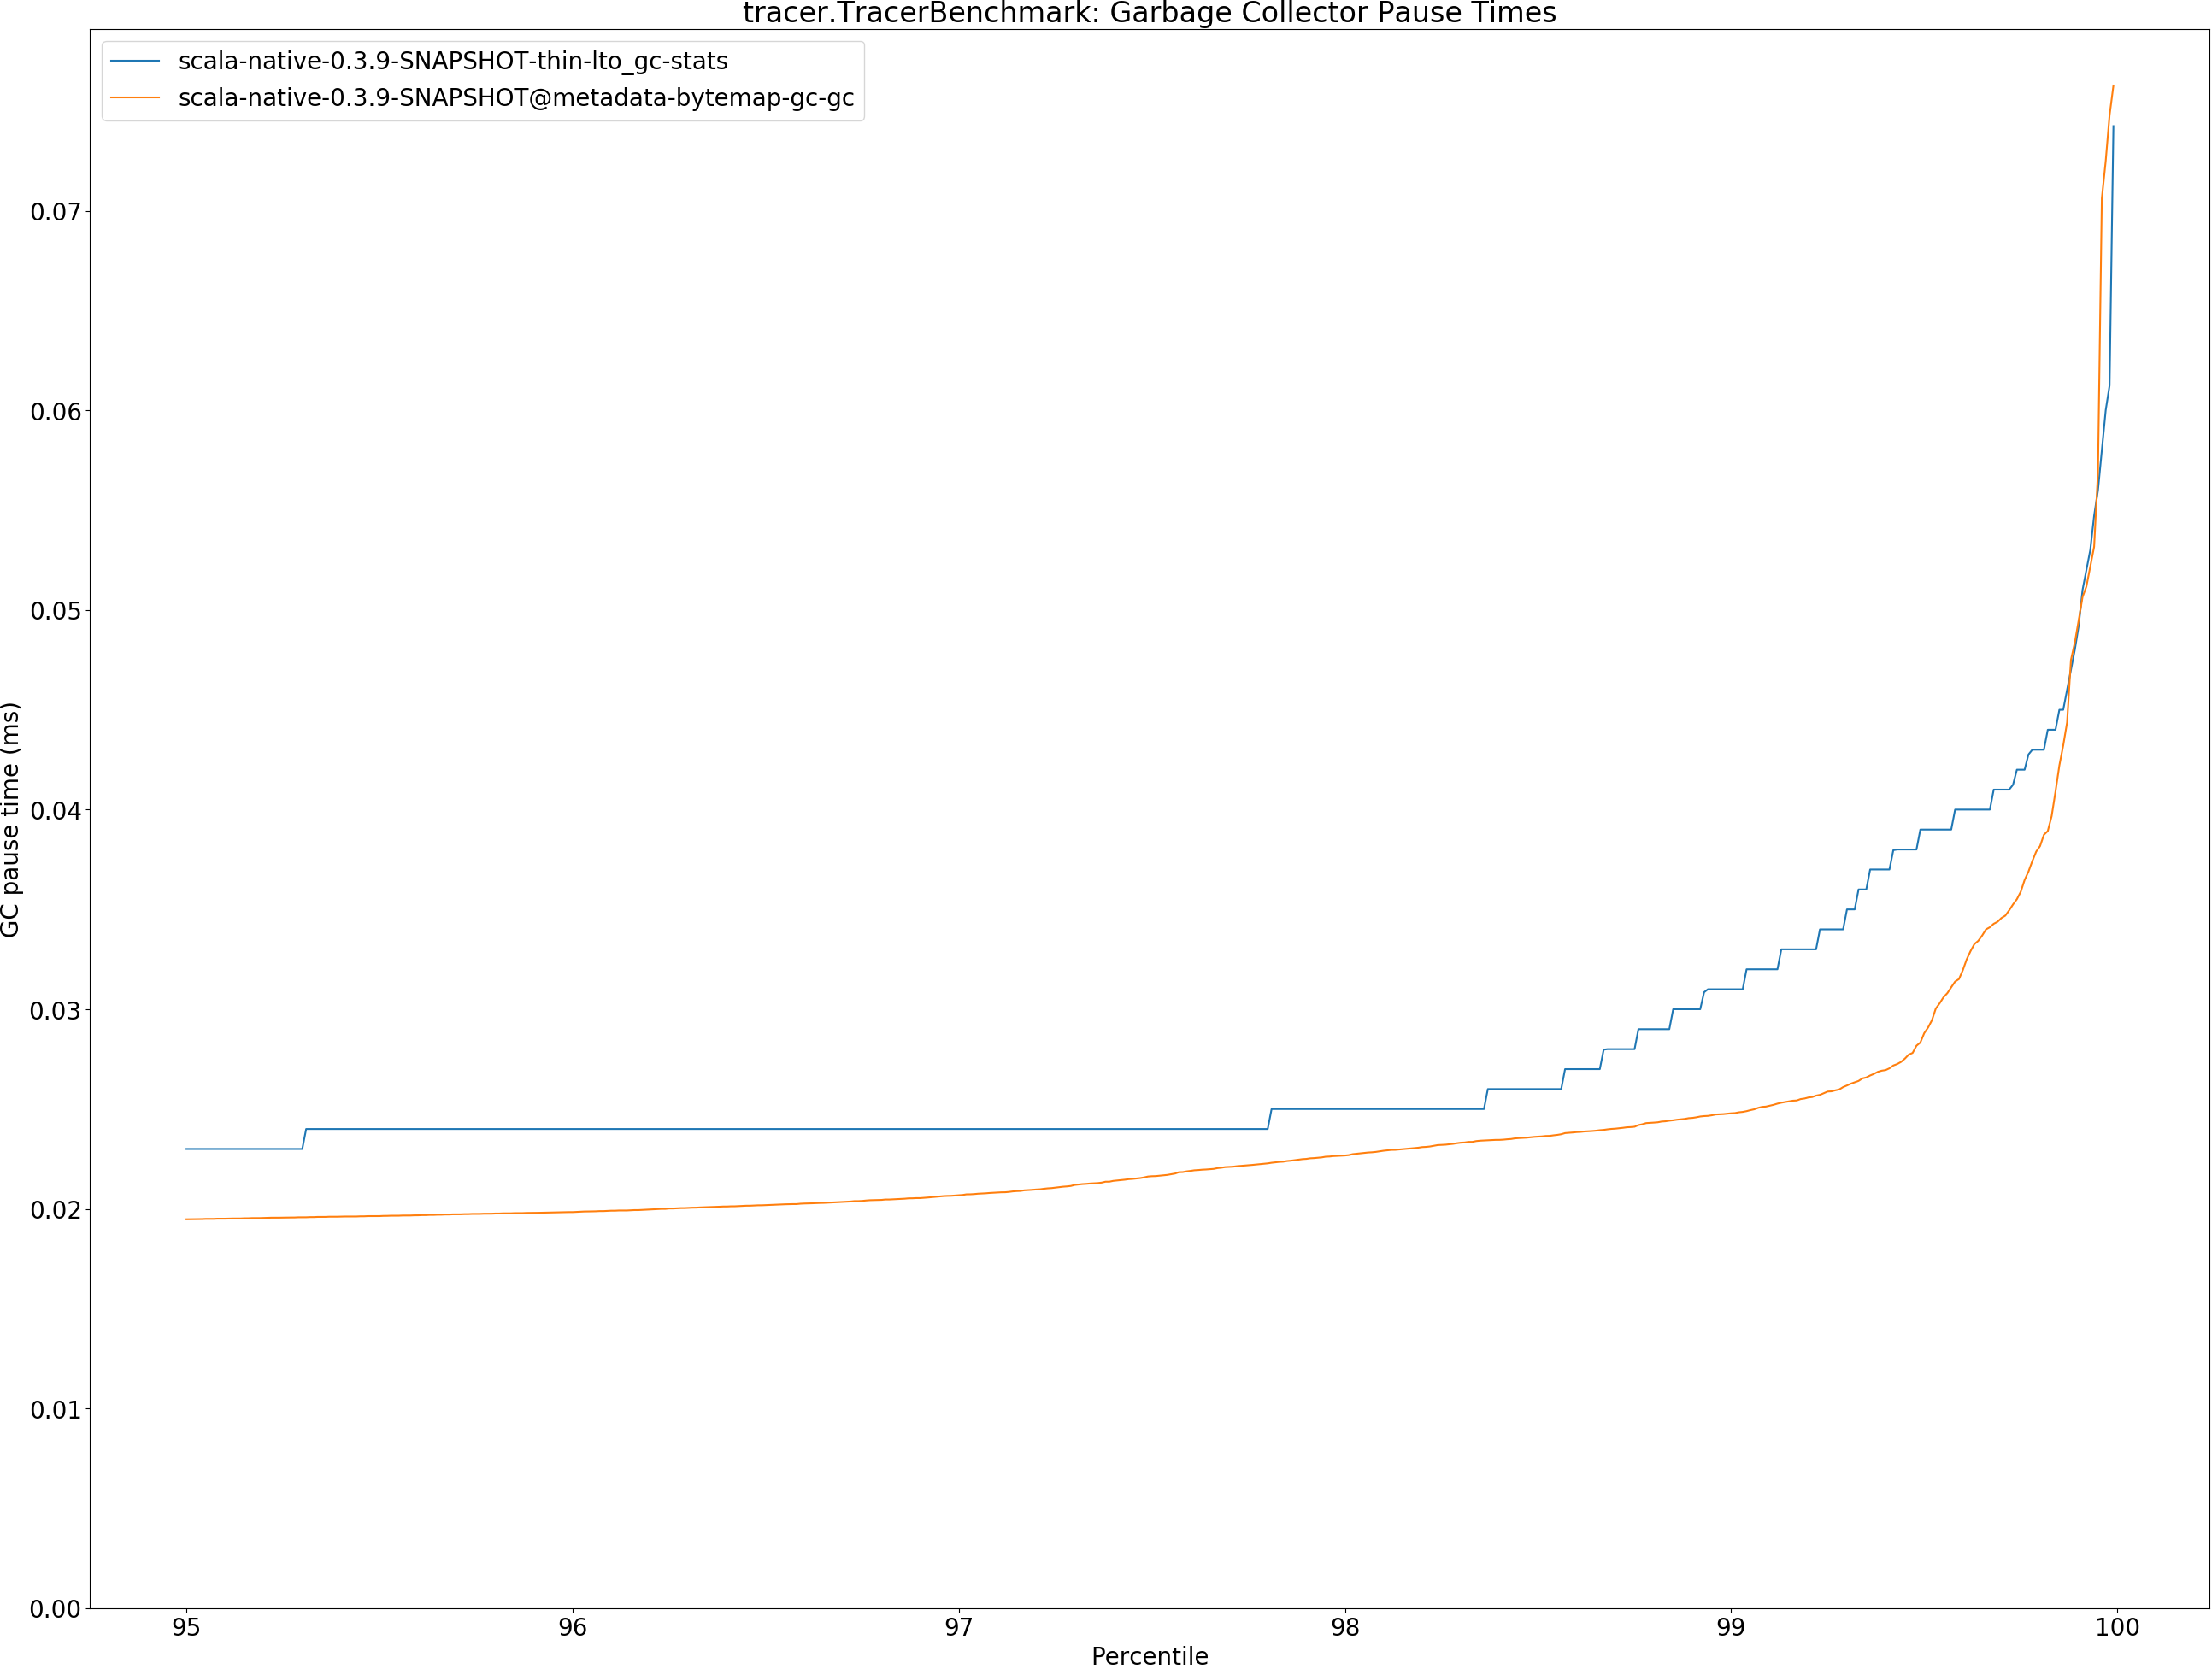 tracer.TracerBenchmark: Garbage Collector Pause Times
scala-native-0.3.9-SNAPSHOT-thin-lto_gc-stats
scala-native-0.3.9-SNAPSHOT@metadata-bytemap-gc-gc
GC pause time (ms)
0.07
0.06
0.05
0.04
0.03
0.02
0.01
0.00
95 96 97 98 99 100
Percentile